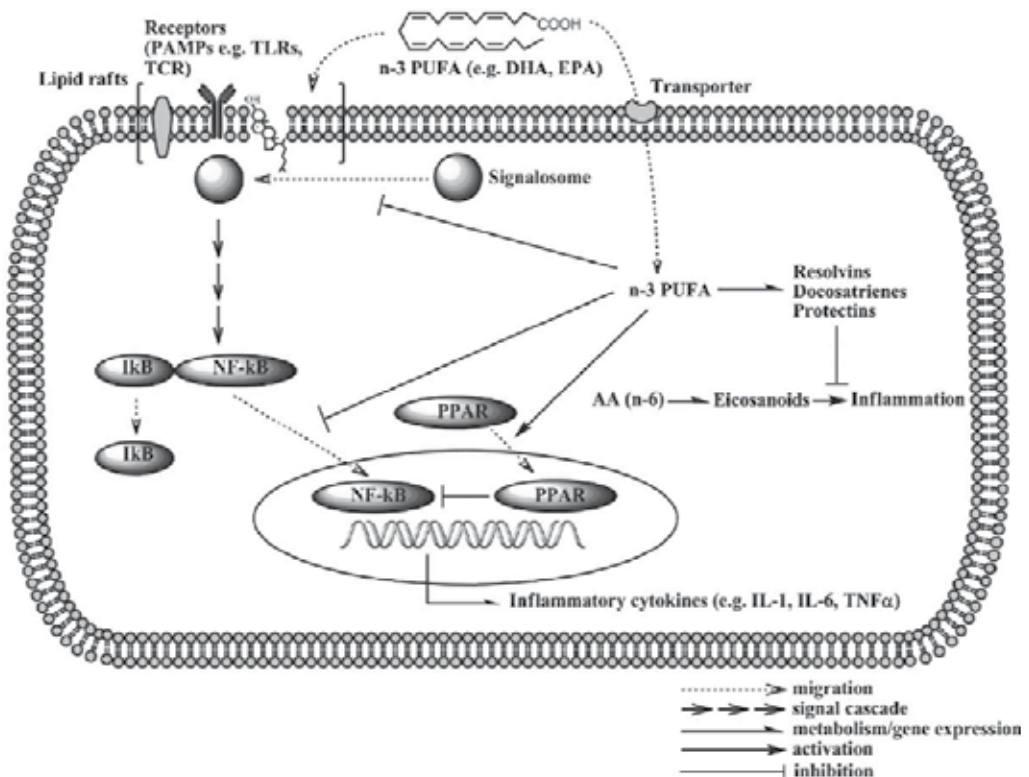 Receptors
(PAMPs e.g. TLRs,
TCR)
Lipid rafts
OH
COOH
n-3 PUFA (e.g. DHA, EPA)
Transporter
Signalosome
n-3 PUFA
Resolvins
Docosatrienes
Protectins
IkB
NF-kB
AA (n-6)
Eicosanoids
Inflammation
PPAR
IkB
NF-kB
PPAR
Inflammatory cytokines (e.g. IL-1, IL-6, TNFα)
migration
signal cascade
metabolism/gene expression
activation
inhibition